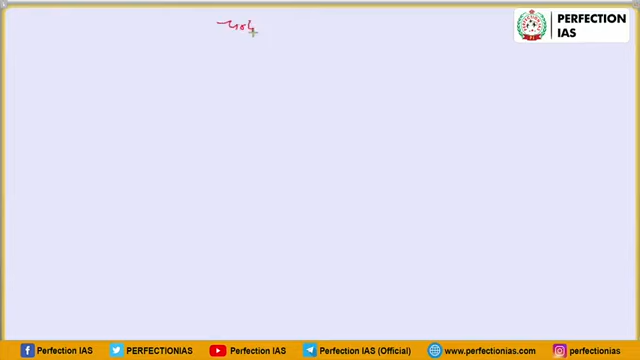 PERFECTION
IAS
Perfection IAS
PERFECTIONIAS
Perfection IAS
Perfection IAS (Official)
www.perfectionias.com
perfectionias